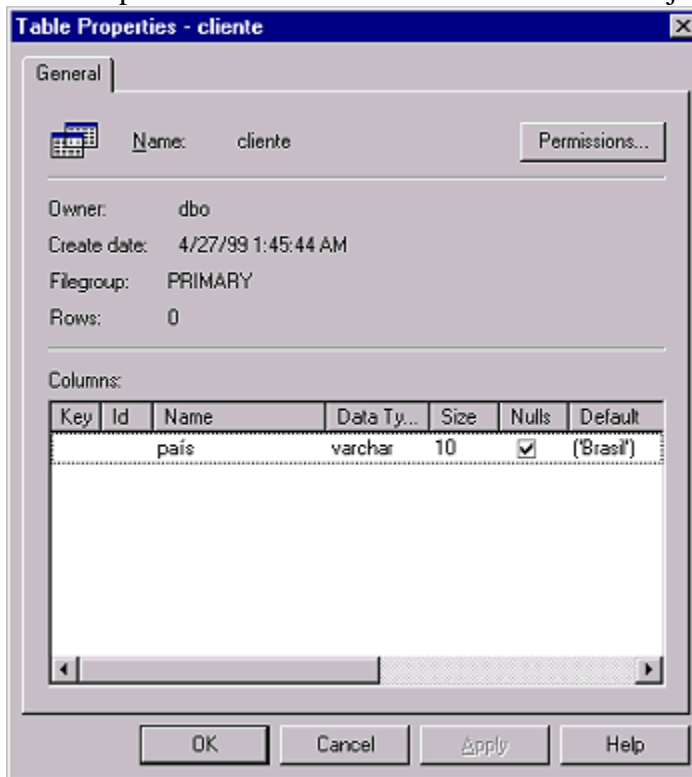 Table Properties - cliente
General
Name: cliente Permissions...
Owner: dbo
Create date: 4/27/99 1:45:44 AM
Filegroup: PRIMARY
Rows: 0
Columns:
Key Id Name Data Ty... Size Nulls Default
país varchar 10 ('Brasil')
OK Cancel Apply Help